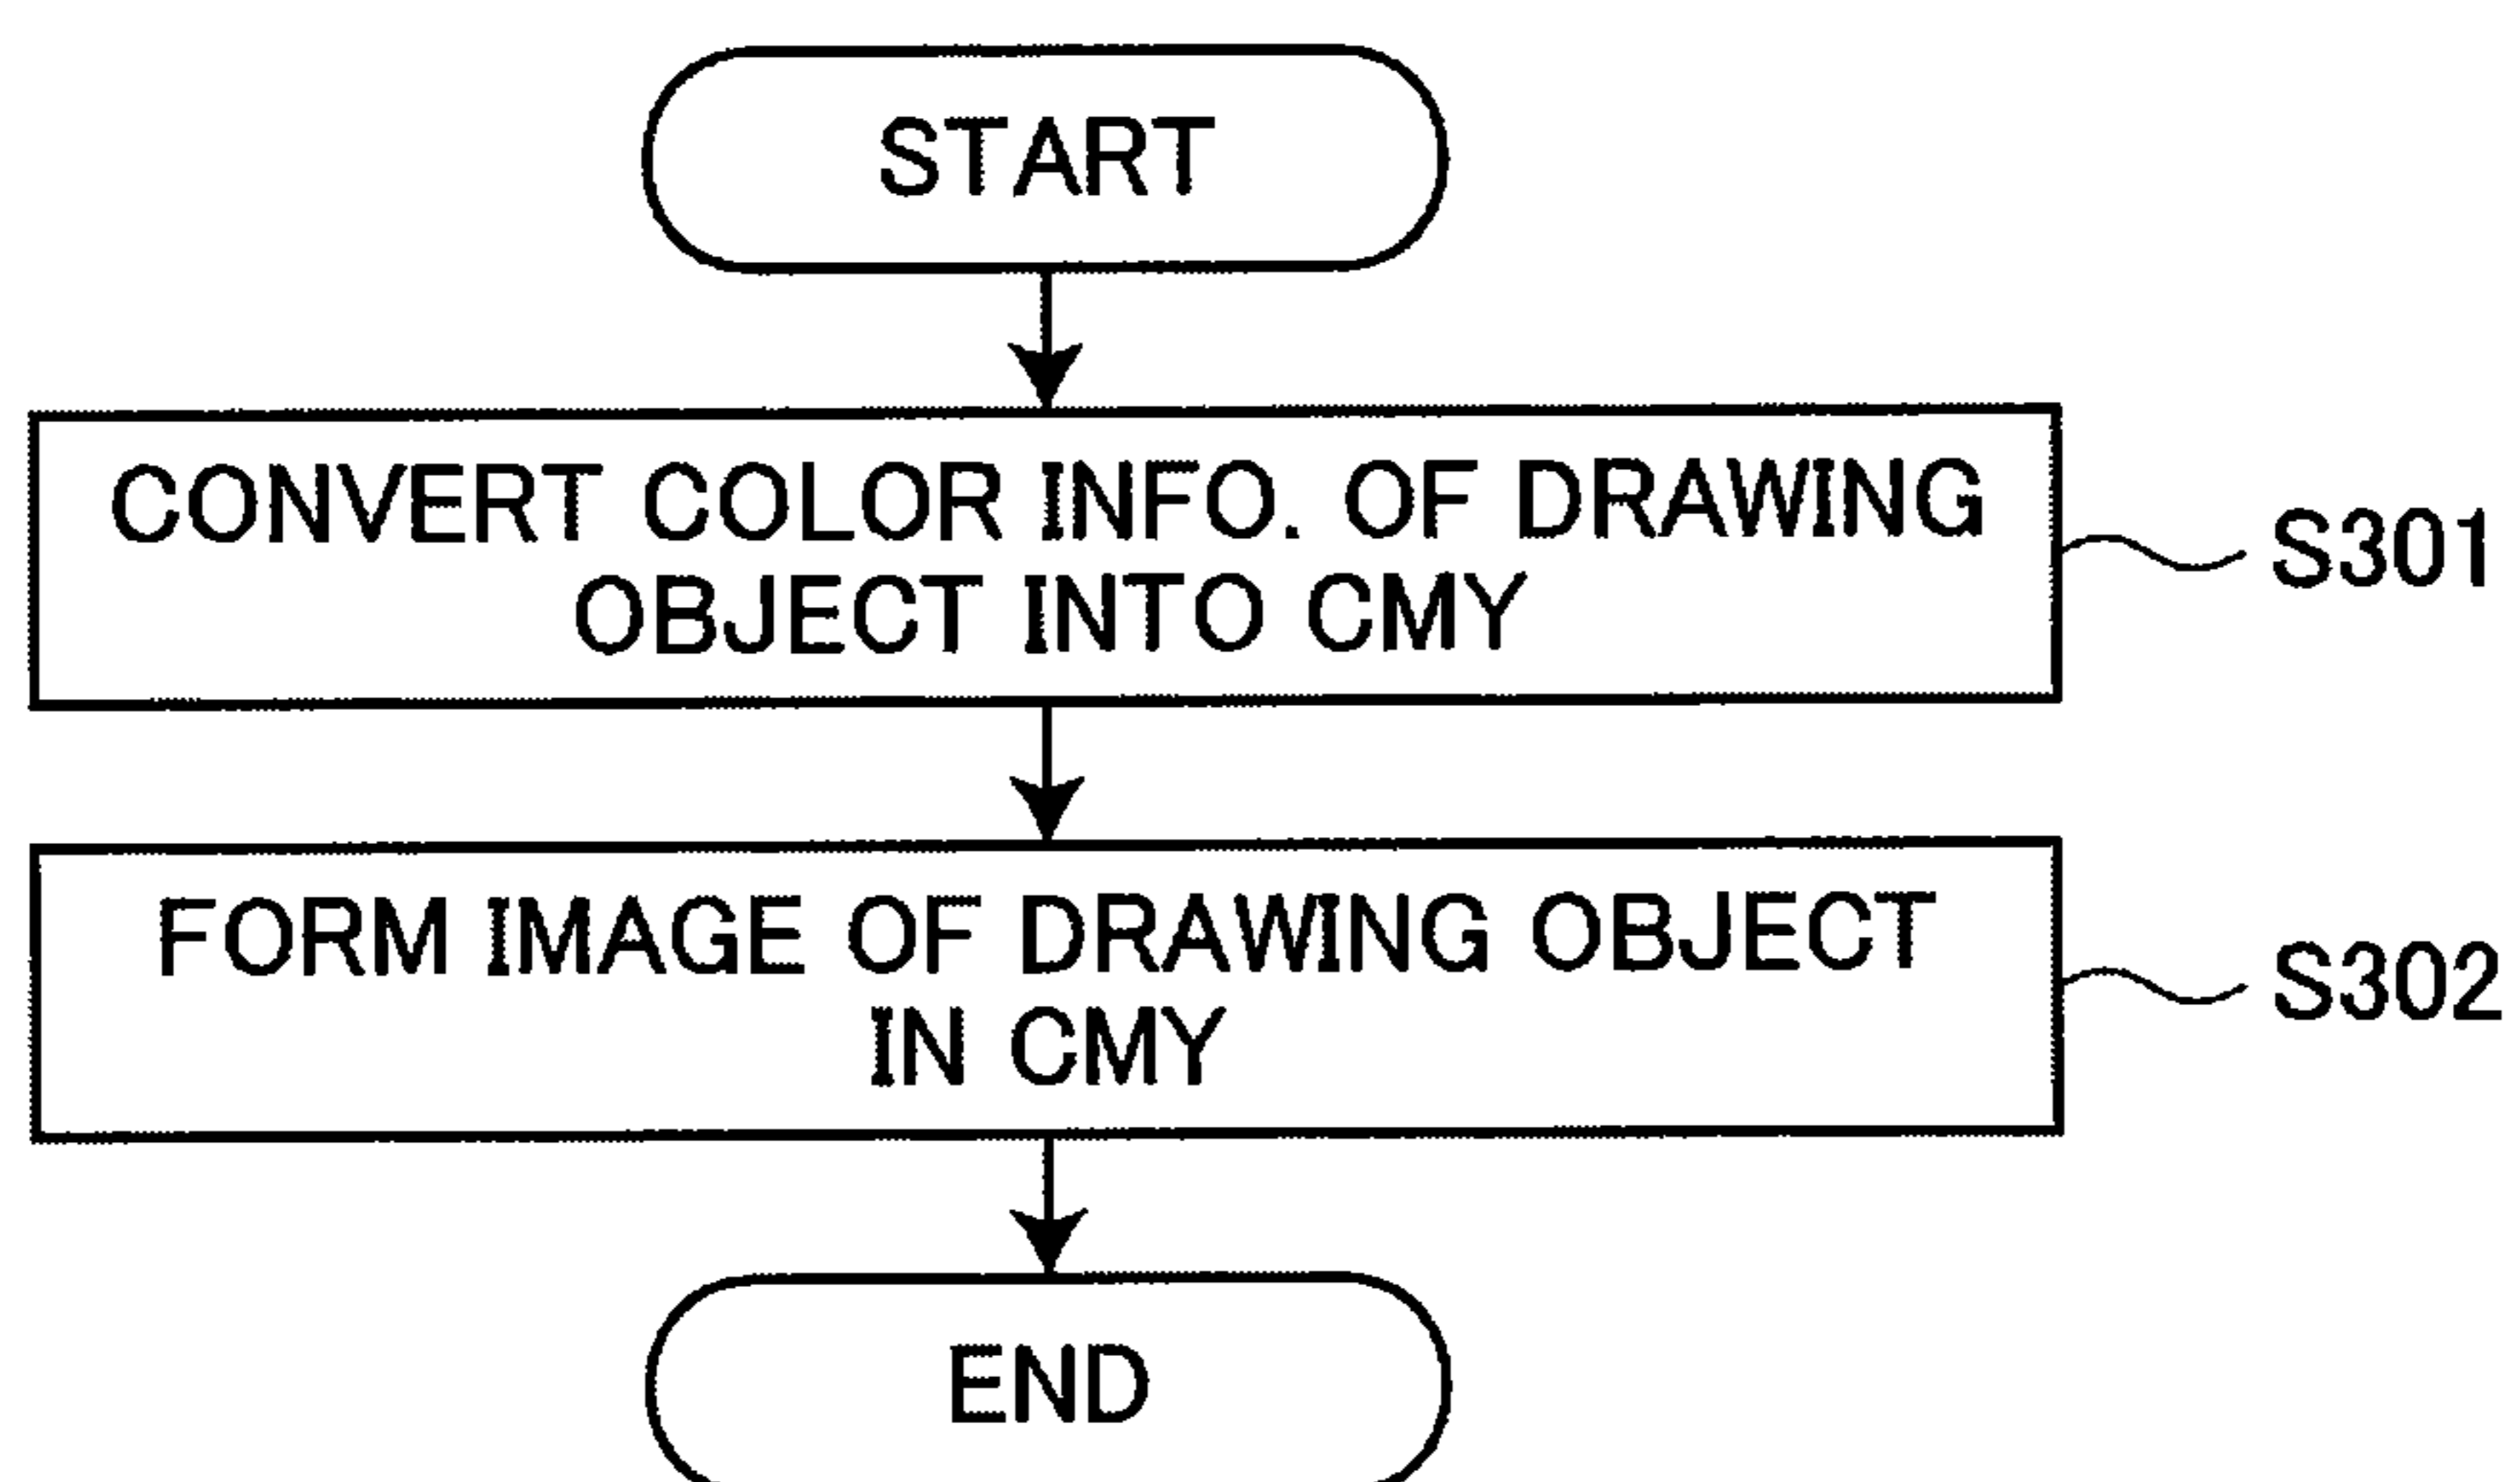 START
CONVERT COLOR INFO. OF DRAWING
OBJECT INTO CMY
S301
FORM IMAGE OF DRAWING OBJECT
IN CMY
S302
END